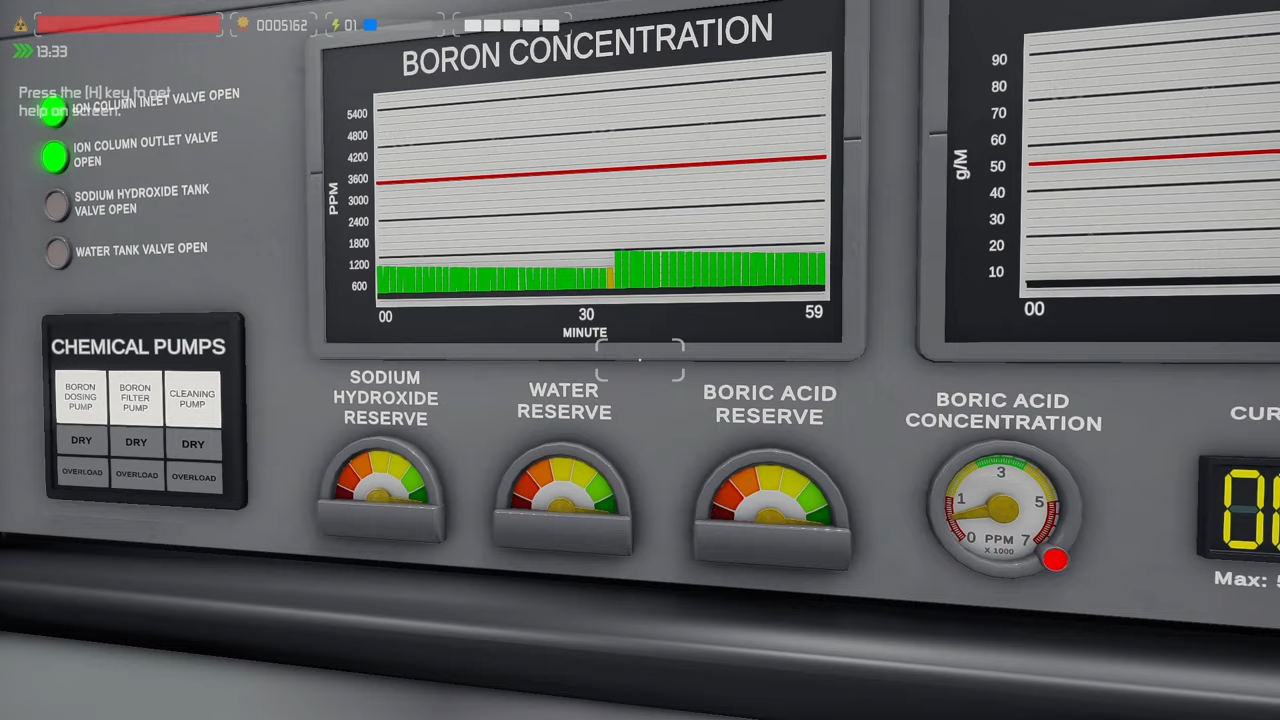 0005162
01
13:33
Press the [H] key to get
help on screen.
ION COLUMN INLET VALVE OPEN
ION COLUMN OUTLET VALVE
OPEN
SODIUM HYDROXIDE TANK
VALVE OPEN
WATER TANK VALVE OPEN
CHEMICAL PUMPS
BORON
DOSING
PUMP
BORON
FILTER
PUMP
CLEANING
PUMP
DRY
DRY
DRY
OVERLOAD
OVERLOAD
OVERLOAD
BORON CONCENTRATION
PPM
5400
4800
4200
3600
3000
2400
1800
1200
600
00
30
59
MINUTE
g/M
90
80
70
60
50
40
30
20
10
00
SODIUM
HYDROXIDE
RESERVE
WATER
RESERVE
BORIC ACID
RESERVE
BORIC ACID
CONCENTRATION
3
1
5
0
PPM
7
X 1000
CUR
0
Max: